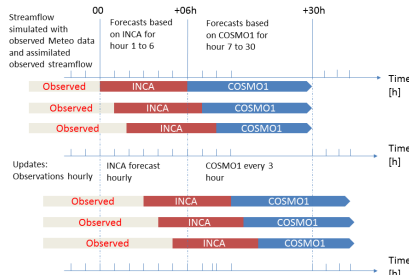 00
+06h
+30h
Streamflow
simulated with
observed Meteo data
and assimilated
observed streamflow
Forecasts based
on INCA for
hour 1 to 6
Forecasts based
on COSMO1 for
hour 7 to 30
Time
[h]
Observed INCA COSMO1
Observed INCA COSMO1
Observed INCA COSMO1
Time
[h]
Updates:
Observations hourly
INCA forecast
hourly
COSMO1 every 3
hour
Observed INCA COSMO1
Observed INCA COSMO1
Observed INCA COSMO1
Time
[h]